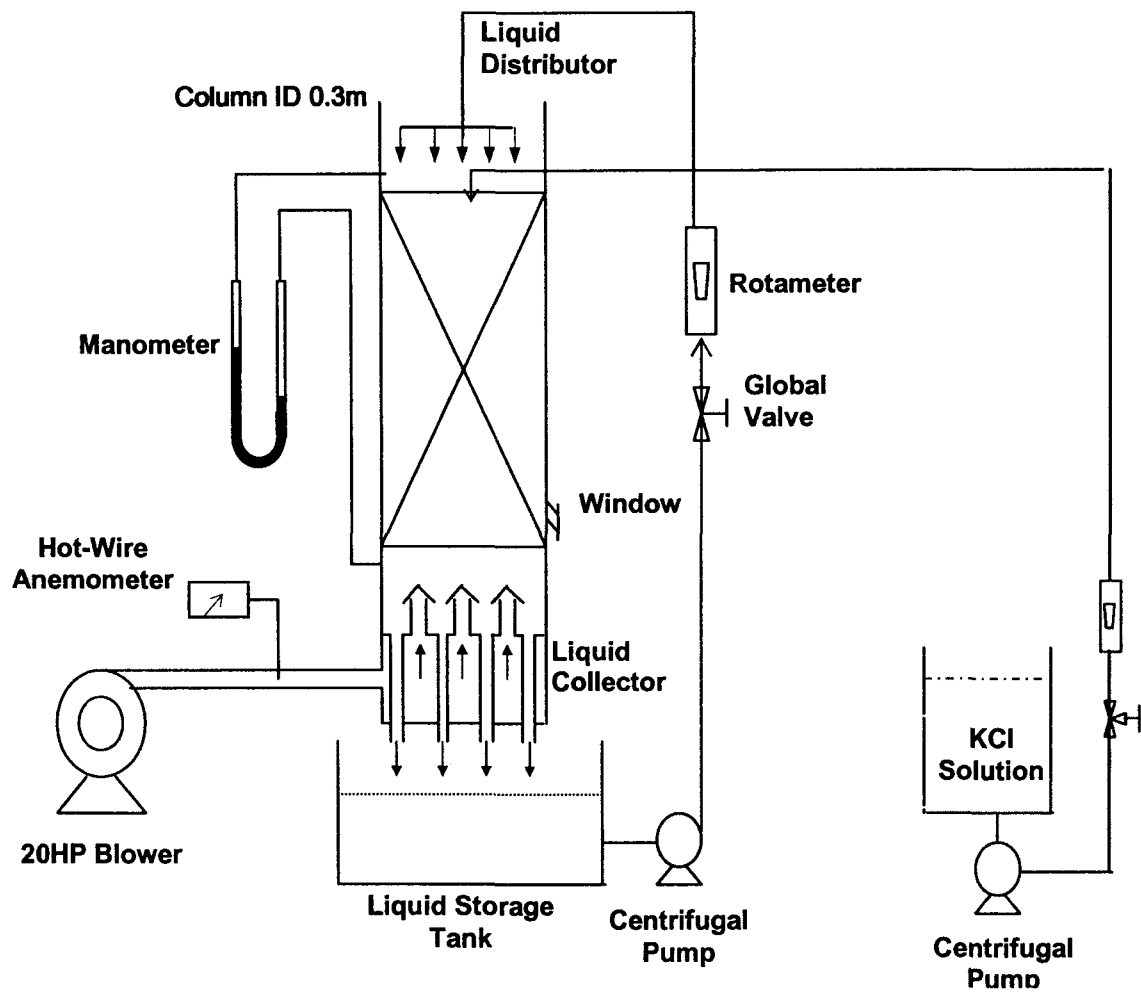 Liquid
Distributor
Column ID 0.3m
Rotameter
Manometer
Global
Valve
Window
Hot-Wire
Anemometer
Liquid
Collector
KCl
Solution
20HP Blower
Liquid Storage
Tank
Centrifugal
Pump
Centrifugal
Pump